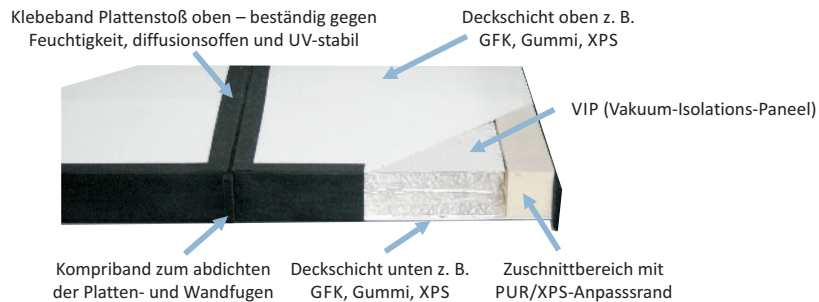 Klebeband Plattenstoß oben – beständig gegen
Feuchtigkeit, diffusionsoffen und UV-stabil
Deckschicht oben z. B.
GFK, Gummi, XPS
VIP (Vakuum-Isolations-Paneel)
Kompriband zum abdichten
der Platten- und Wandfugen
Deckschicht unten z. B.
GFK, Gummi, XPS
Zuschnittbereich mit
PUR/XPS-Anpasssrand